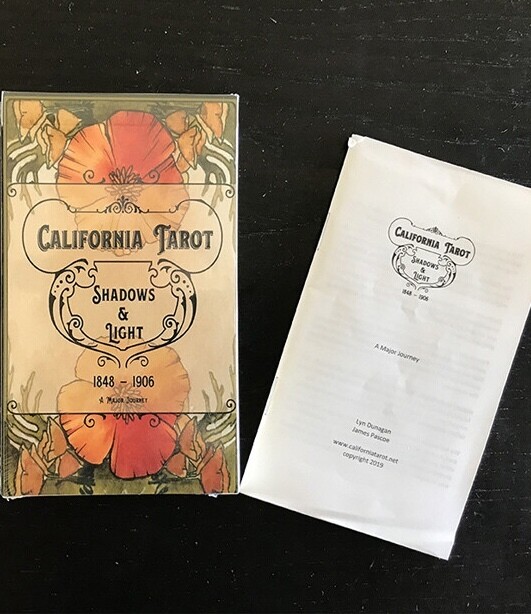 CALIFORNIA TAROT
SHADOWS
&
LIGHT
1848 – 1906
A MAJOR JOURNEY
CALIFORNIA TAROT
SHADOWS
&
LIGHT
1848 - 1906
A Major Journey
Lyn Dunagan
James Pascoe
www.californiatarot.net
copyright 2019